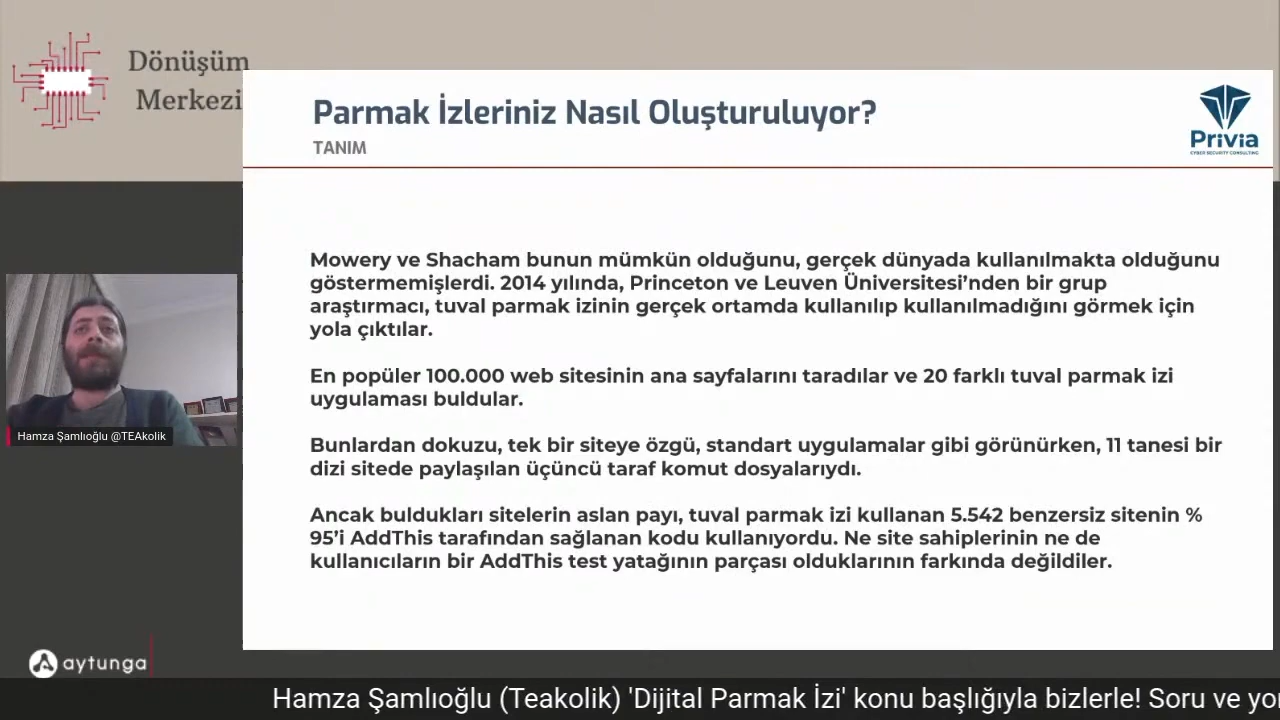 Dönüşüm
Merkezi
Parmak İzleriniz Nasıl Oluşturuluyor?
TANIM
Privia
CYBER SECURITY CONSULTING
Mowery ve Shacham bunun mümkün olduğunu, gerçek dünyada kullanılmakta olduğunu
göstermemişlerdi. 2014 yılında, Princeton ve Leuven Üniversitesi’nden bir grup
araştırmacı, tuval parmak izinin gerçek ortamda kullanılıp kullanılmadığını görmek için
yola çıktılar.
En popüler 100.000 web sitesinin ana sayfalarını taradılar ve 20 farklı tuval parmak izi
uygulaması buldular.
Bunlardan dokuzu, tek bir siteye özgü, standart uygulamalar gibi görünürken, 11 tanesi bir
dizi sitede paylaşılan üçüncü taraf komut dosyalarıydı.
Ancak buldukları sitelerin aslan payı, tuval parmak izi kullanan 5.542 benzersiz sitenin %
95’i AddThis tarafından sağlanan kodu kullanıyordu. Ne site sahiplerinin ne de
kullanıcıların bir AddThis test yatağının parçası olduklarının farkında değildiler.
Hamza Şamlıoğlu @TEAkolik
aytunga
Hamza Şamlıoğlu (Teakolik) 'Dijital Parmak İzi' konu başlığıyla bizlerle! Soru ve yo